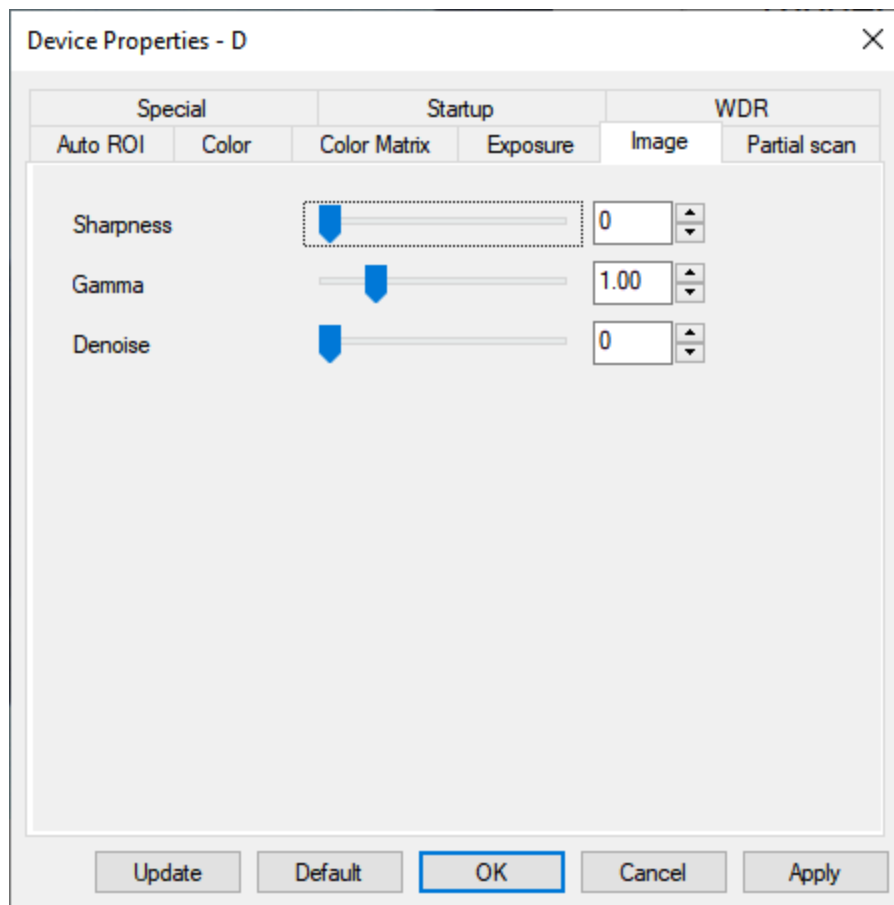 Device Properties - D
Special Startup WDR
Auto ROI Color Color Matrix Exposure Image Partial scan
Sharpness 0
Gamma 1.00
Denoise 0
Update Default OK Cancel Apply